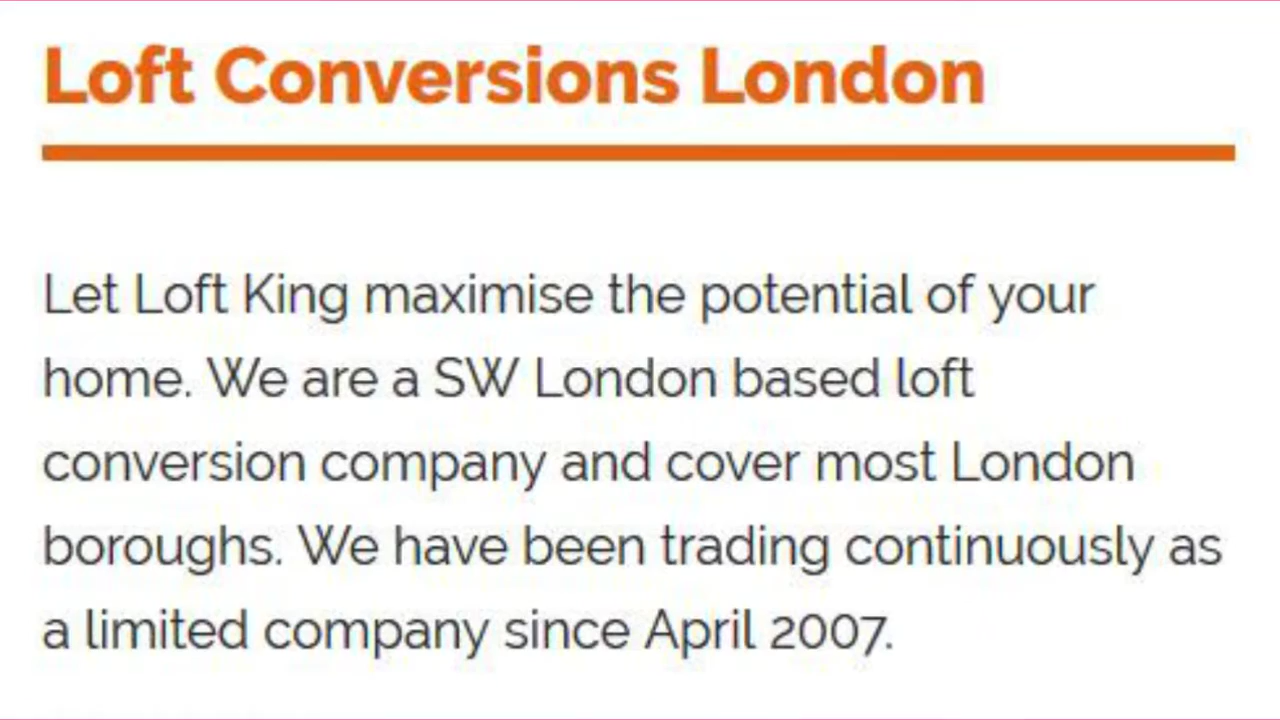 Loft Conversions London
Let Loft King maximise the potential of your
home. We are a SW London based loft
conversion company and cover most London
boroughs. We have been trading continuously as
a limited company since April 2007.